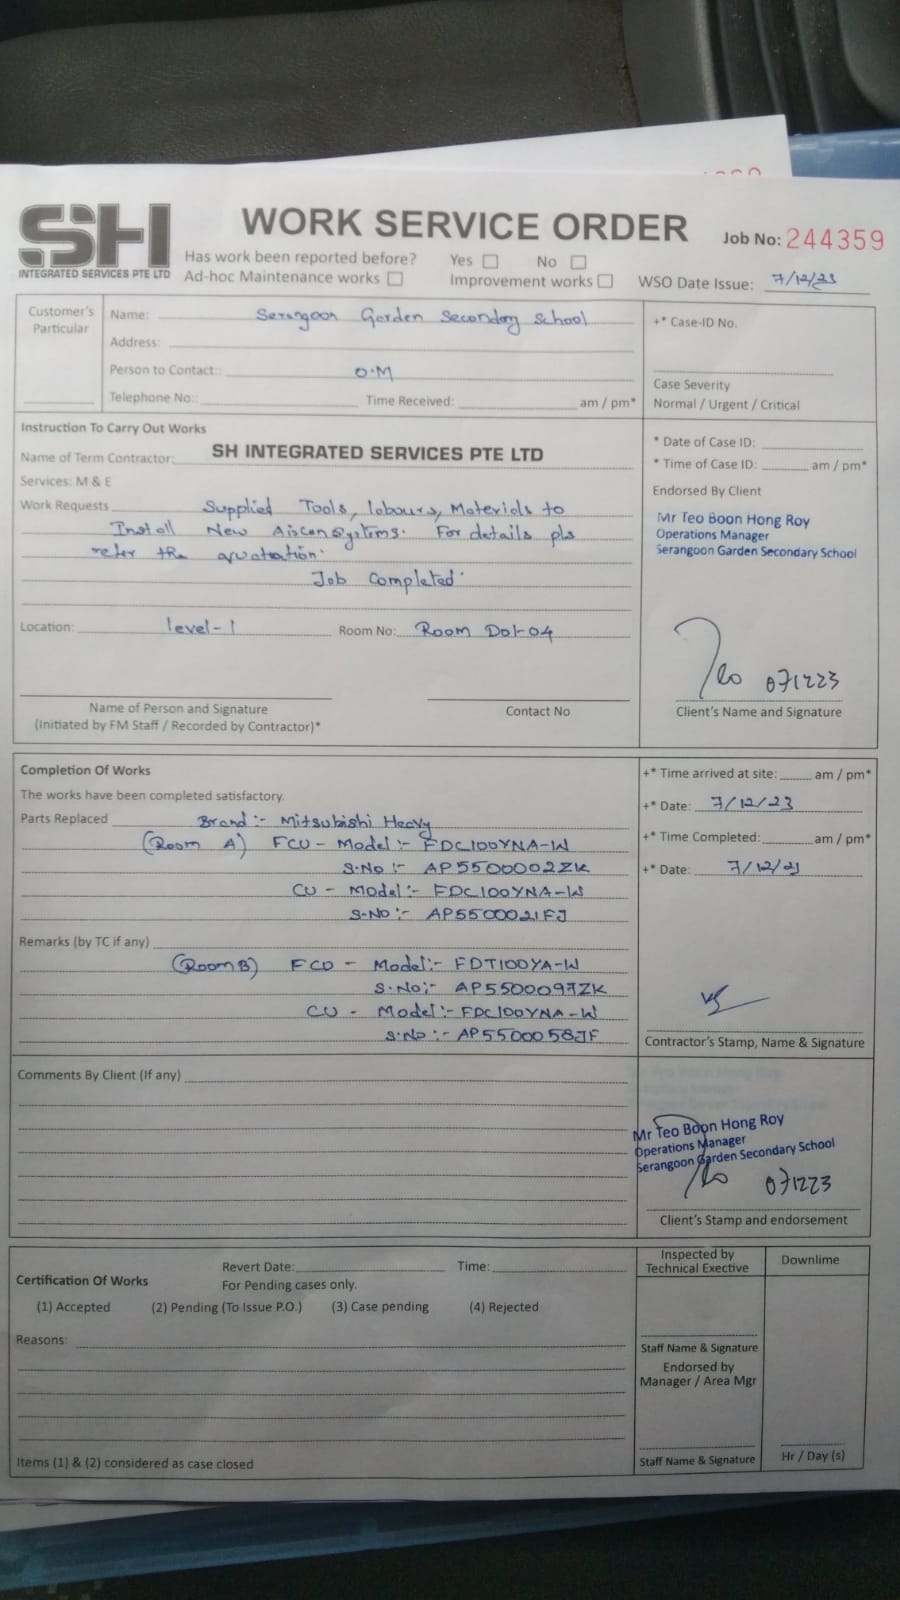 SH
INTEGRATED SERVICES PTE LTD
WORK SERVICE ORDER
Job No: 244359
Has work been reported before? Yes No
Ad-hoc Maintenance works Improvement works
WSO Date Issue: 7/12/23
Customer's Particular
Name: Serangoon Garden Secondary School
Address:
Person to Contact:: O.M
Telephone No:: Time Received: am / pm*
+* Case-ID No.
Case Severity
Normal / Urgent / Critical
Instruction To Carry Out Works
Name of Term Contractor: SH INTEGRATED SERVICES PTE LTD
Services: M & E
Work Requests Supplied Tools, labours, Materials to
Install New Aircon Systems. For details pls
refer the quotation.
Job Completed.
Location: level-1 Room No: Room D01-04
Name of Person and Signature
(Initiated by FM Staff / Recorded by Contractor)*
Contact No
* Date of Case ID:
* Time of Case ID: am / pm*
Endorsed By Client
Mr Teo Boon Hong Roy
Operations Manager
Serangoon Garden Secondary School
Teo 071223
Client's Name and Signature
Completion Of Works
The works have been completed satisfactory.
Parts Replaced Brand:- Mitsubishi Heavy
(Room A) FCU - Model:- FDC100YNA-W
S.No:- AP5500002ZK
CU - Model:- FDC100YNA-W
S-No:- AP5500021FJ
Remarks (by TC if any)
(Room B) FCU - Model:- FDT100YA-W
S.No:- AP5500097ZK
CU - Model:- FDC100YNA-W
S.No:- AP5500058JF
+* Time arrived at site: am / pm*
+* Date: 7/12/23
+* Time Completed: am / pm*
+* Date: 7/12/23
Contractor's Stamp, Name & Signature
Comments By Client (If any)
Mr Teo Boon Hong Roy
Operations Manager
Serangoon Garden Secondary School
Teo 071223
Client's Stamp and endorsement
Certification Of Works
Revert Date: Time:
For Pending cases only.
(1) Accepted (2) Pending (To Issue P.O.) (3) Case pending (4) Rejected
Reasons:
Items (1) & (2) considered as case closed
Inspected by
Technical Exective
Staff Name & Signature
Endorsed by
Manager / Area Mgr
Staff Name & Signature
Downlime
Hr / Day (s)